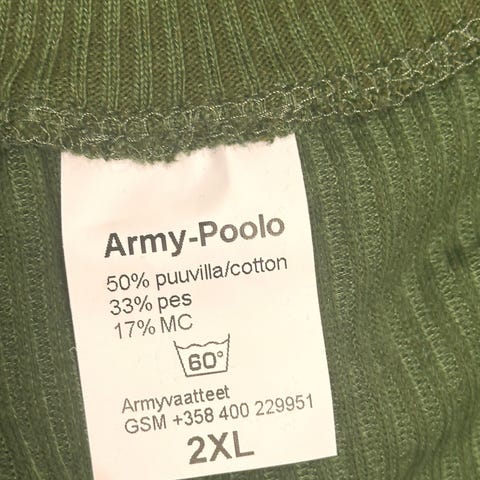 Army-Poolo
50% puuvilla/cotton
33% pes
17% MC
60°
Armyvaatteet
GSM +358 400 229951
2XL